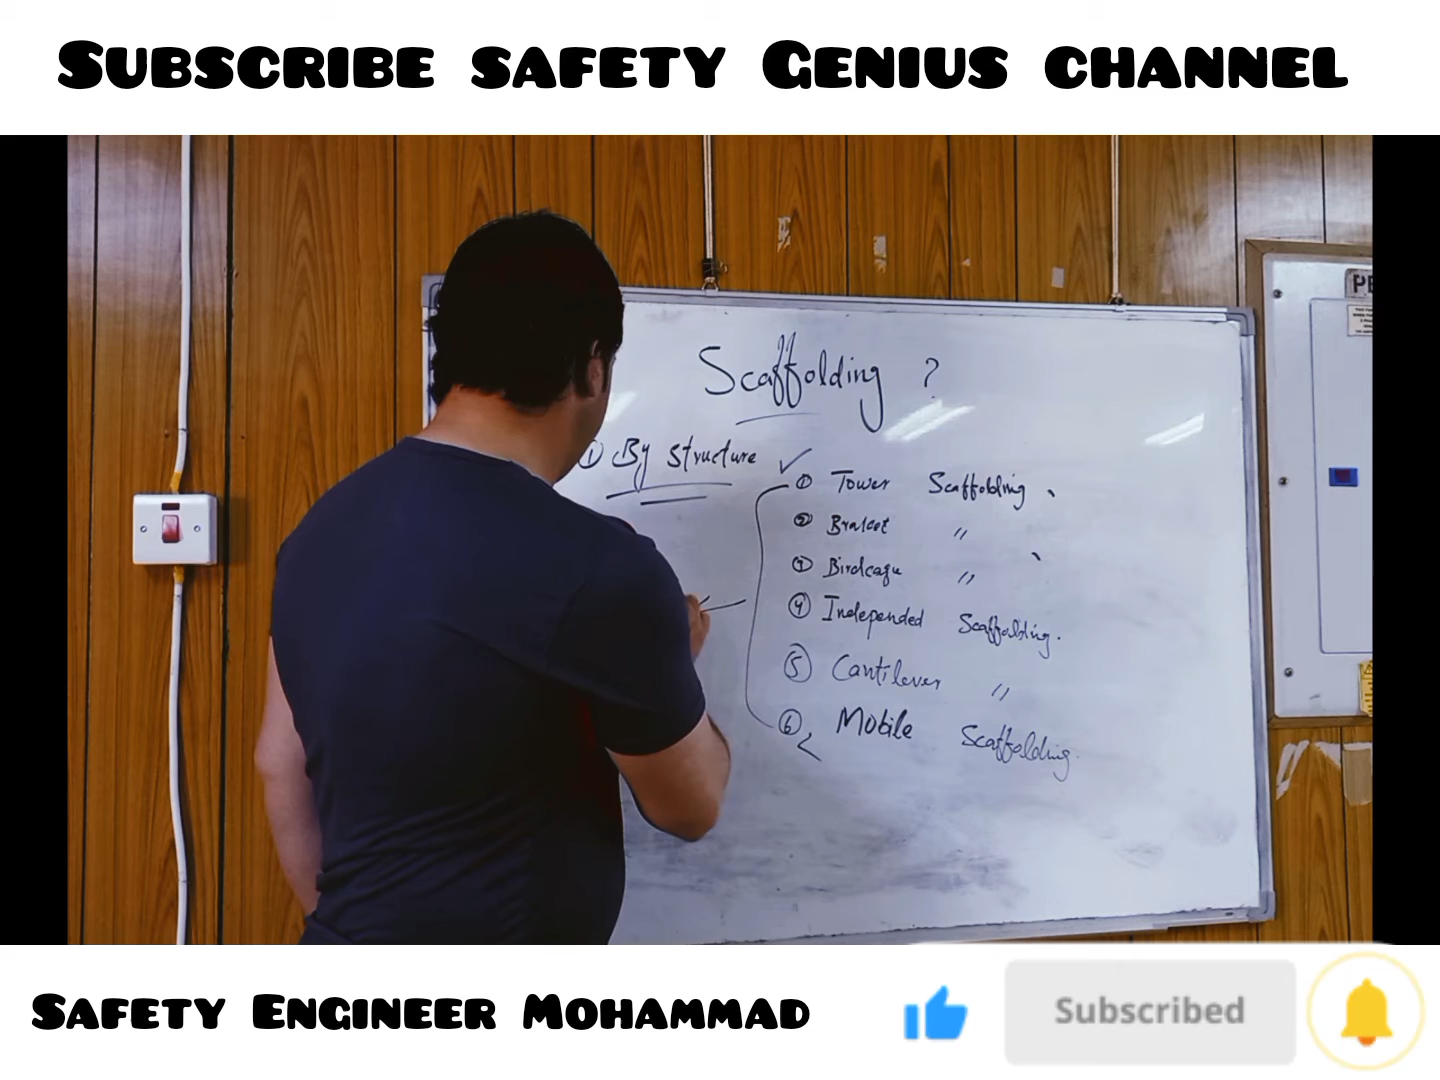 SUBSCRIBE SAFETY GENIUS CHANNEL
Scaffolding ?
① By structure
① Tower Scaffolding
② Braket "
③ Birdcage "
④ Independed Scaffolding.
⑤ Cantilever "
⑥ Mobile Scaffolding.
SAFETY ENGINEER MOHAMMAD
Subscribed